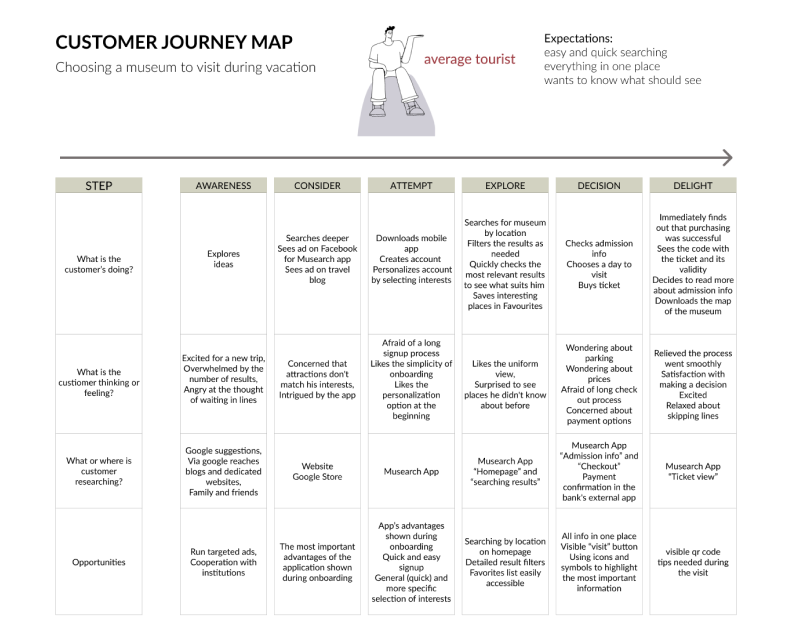 CUSTOMER JOURNEY MAP
Choosing a museum to visit during vacation
average tourist
Expectations:
easy and quick searching
everything in one place
wants to know what should see
STEP
AWARENESS
CONSIDER
ATTEMPT
EXPLORE
DECISION
DELIGHT
What is the
customer's doing?
Explores
ideas
Searches deeper
Sees ad on Facebook
for Musearch app
Sees ad on travel
blog
Downloads mobile
app
Creates account
Personalizes account
by selecting interests
Searches for museum
by location
Filters the results as
needed
Quickly checks the
most relevant results
to see what suits him
Saves interesting
places in Favourites
Checks admission
info
Chooses a day to
visit
Buys ticket
Immediately finds
out that purchasing
was successful
Sees the code with
the ticket and its
validity
Decides to read more
about admission info
Downloads the map
of the museum
What is the
customer thinking or
feeling?
Excited for a new trip,
Overwhelmed by the
number of results,
Angry at the thought
of waiting in lines
Concerned that
attractions don't
match his interests,
Intrigued by the app
Afraid of a long
signup process
Likes the simplicity of
onboarding
Likes the
personalization
option at the
beginning
Likes the uniform
view,
Surprised to see
places he didn't know
about before
Wondering about
parking
Wondering about
prices
Afraid of long check
out process
Concerned about
payment options
Relieved the process
went smoothly
Satisfaction with
making a decision
Excited
Relaxed about
skipping lines
What or where is
customer
researching?
Google suggestions,
Via google reaches
blogs and dedicated
websites,
Family and friends
Website
Google Store
Musearch App
Musearch App
"Homepage" and
"searching results"
Musearch App
"Admission info" and
"Checkout"
Payment
confirmation in the
bank's external app
Musearch App
"Ticket view"
Opportunities
Run targeted ads,
Cooperation with
institutions
The most important
advantages of the
application shown
during onboarding
App's advantages
shown during
onboarding
Quick and easy
signup
General (quick) and
more specific
selection of interests
Searching by location
on homepage
Detailed result filters
Favorites list easily
accessible
All info in one place
Visible "visit" button
Using icons and
symbols to highlight
the most important
information
visible qr code
tips needed during
the visit